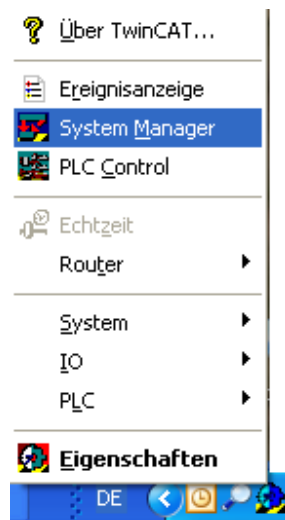 Über TwinCAT...
Ereignisanzeige
System Manager
PLC Control
Echtzeit
Router
System
IO
PLC
Eigenschaften
DE